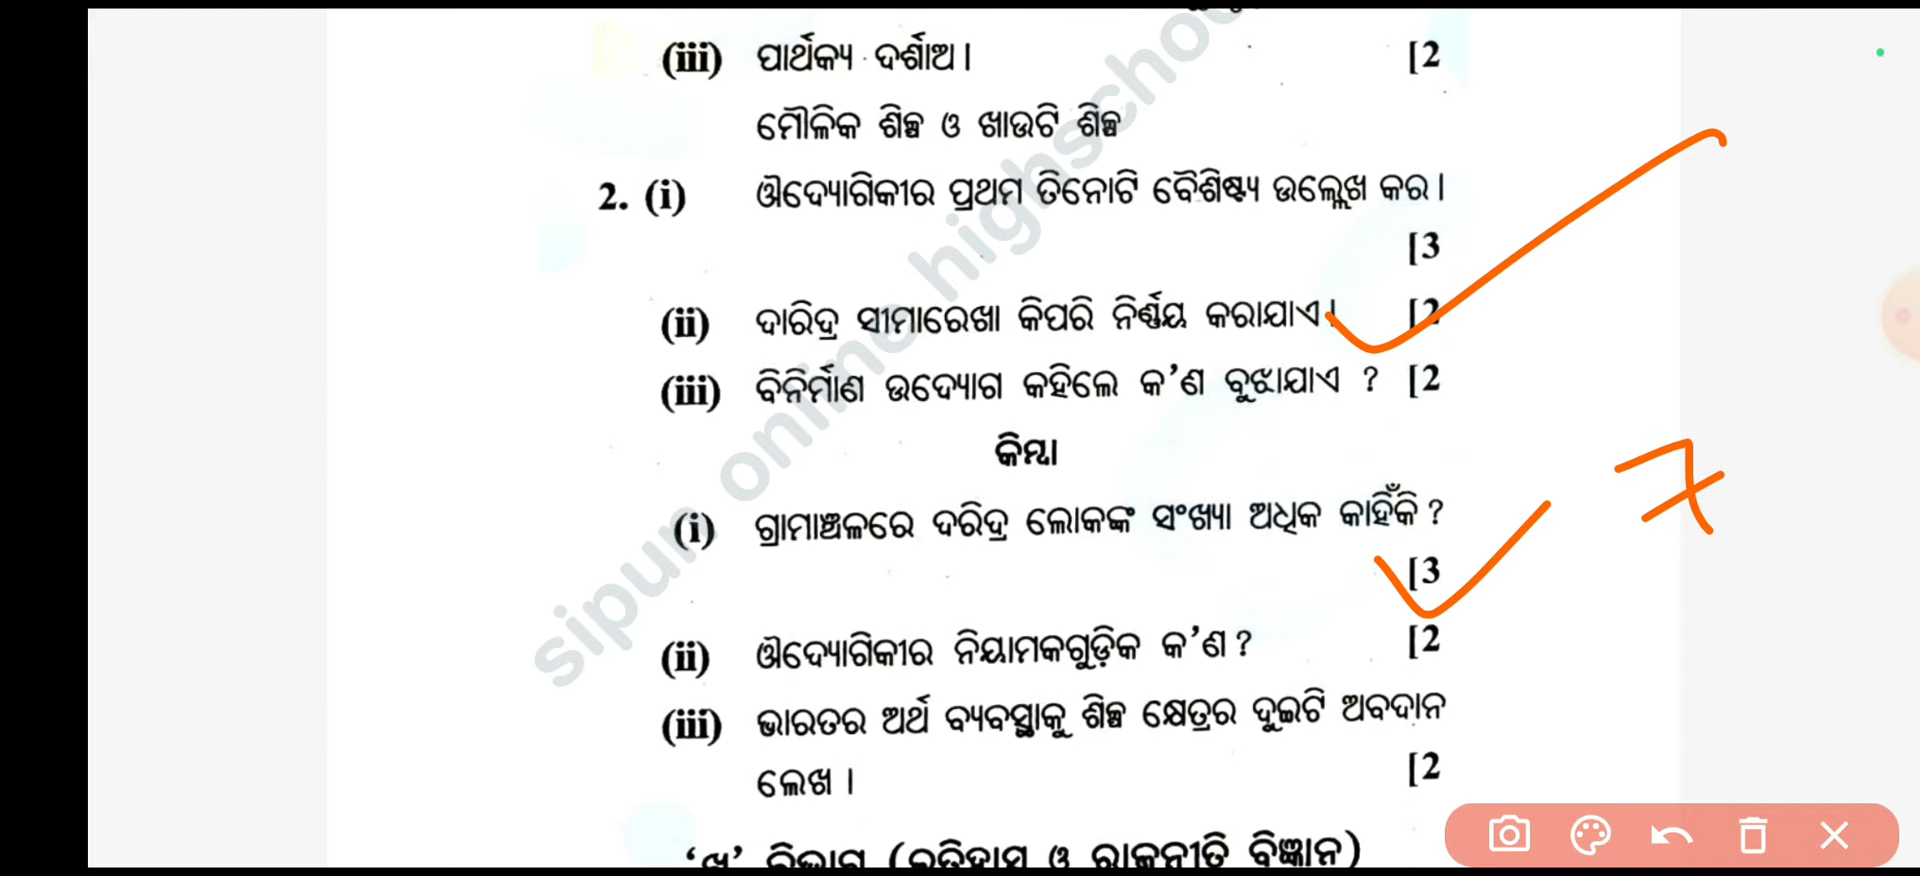 (iii) ପାର୍ଥକ୍ୟ ଦର୍ଶାଅ। [2
ମୌଳିକ ଶିଳ୍ପ ଓ ଖାଉଟି ଶିଳ୍ପ
2. (i) ଔଦ୍ୟୋଗିକୀର ପ୍ରଥମ ତିନୋଟି ବୈଶିଷ୍ଟ୍ୟ ଉଲ୍ଲେଖ କର।
[3
(ii) ଦାରିଦ୍ର ସୀମାରେଖା କିପରି ନିର୍ଣ୍ଣୟ କରାଯାଏ। [2
(iii) ବିନିର୍ମାଣ ଉଦ୍ୟୋଗ କହିଲେ କ'ଣ ବୁଝାଯାଏ ? [2
କିମ୍ବା
(i) ଗ୍ରାମାଞ୍ଚଳରେ ଦରିଦ୍ର ଲୋକଙ୍କ ସଂଖ୍ୟା ଅଧିକ କାହିଁକି ?
[3
(ii) ଔଦ୍ୟୋଗିକୀର ନିୟାମକଗୁଡ଼ିକ କ'ଣ ? [2
(iii) ଭାରତର ଅର୍ଥ ବ୍ୟବସ୍ଥାକୁ ଶିଳ୍ପ କ୍ଷେତ୍ରର ଦୁଇଟି ଅବଦାନ
ଲେଖ। [2
'ଖ' ବିଭାଗ (ଇତିହାସ ଓ ରାଜନୀତି ବିଜ୍ଞାନ)
sipun online highschool